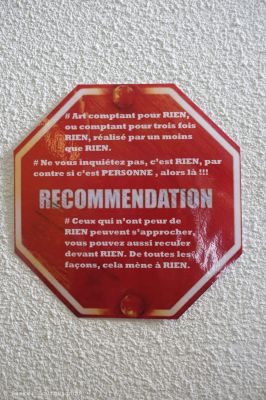 # Art comptant pour RIEN,
ou comptant pour trois fois
RIEN, réalisé par un moins
que RIEN.
# Ne vous inquiétez pas, c'est RIEN, par
contre si c'est PERSONNE , alors là !!!
RECOMMENDATION
# Ceux qui n'ont peur de
RIEN peuvent s'approcher,
vous pouvez aussi reculer
devant RIEN. De toutes les
façons, cela mène à RIEN.